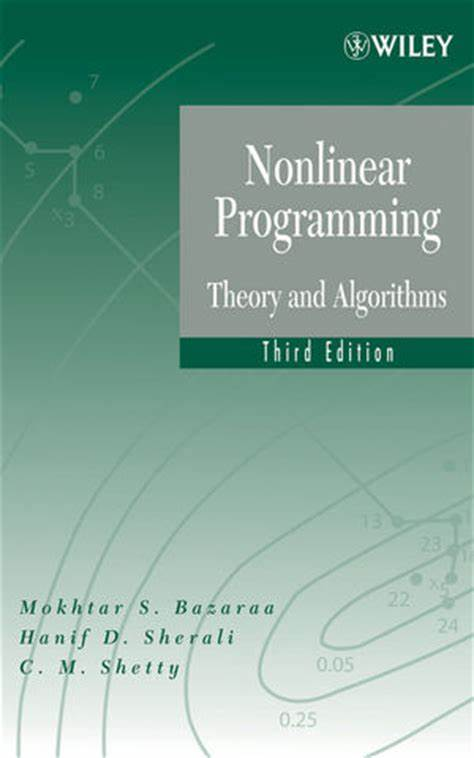 WILEY
Nonlinear
Programming
Theory and Algorithms
Third Edition
7
5
6
8
x3
13
23
22
24
0.05
0.25
Mokhtar S. Bazaraa
Hanif D. Sherali
C. M. Shetty